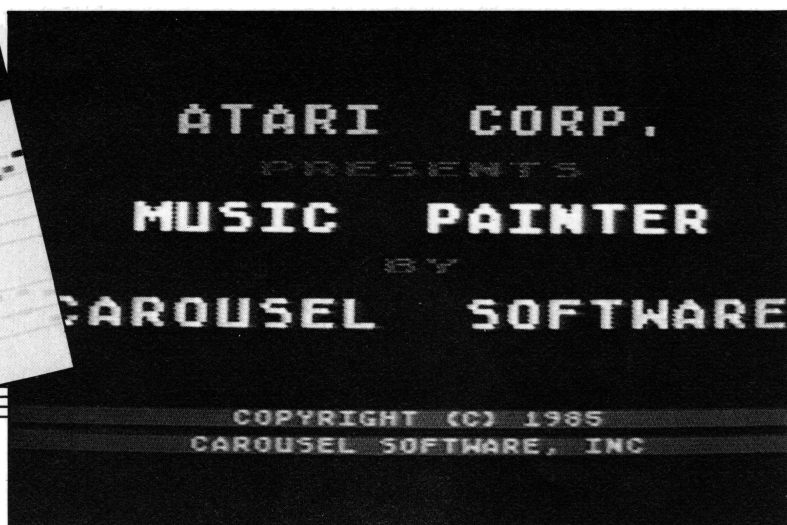 ATARI CORP.
PRESENTS
MUSIC PAINTER
BY
CAROUSEL SOFTWARE
COPYRIGHT (C) 1985
CAROUSEL SOFTWARE, INC